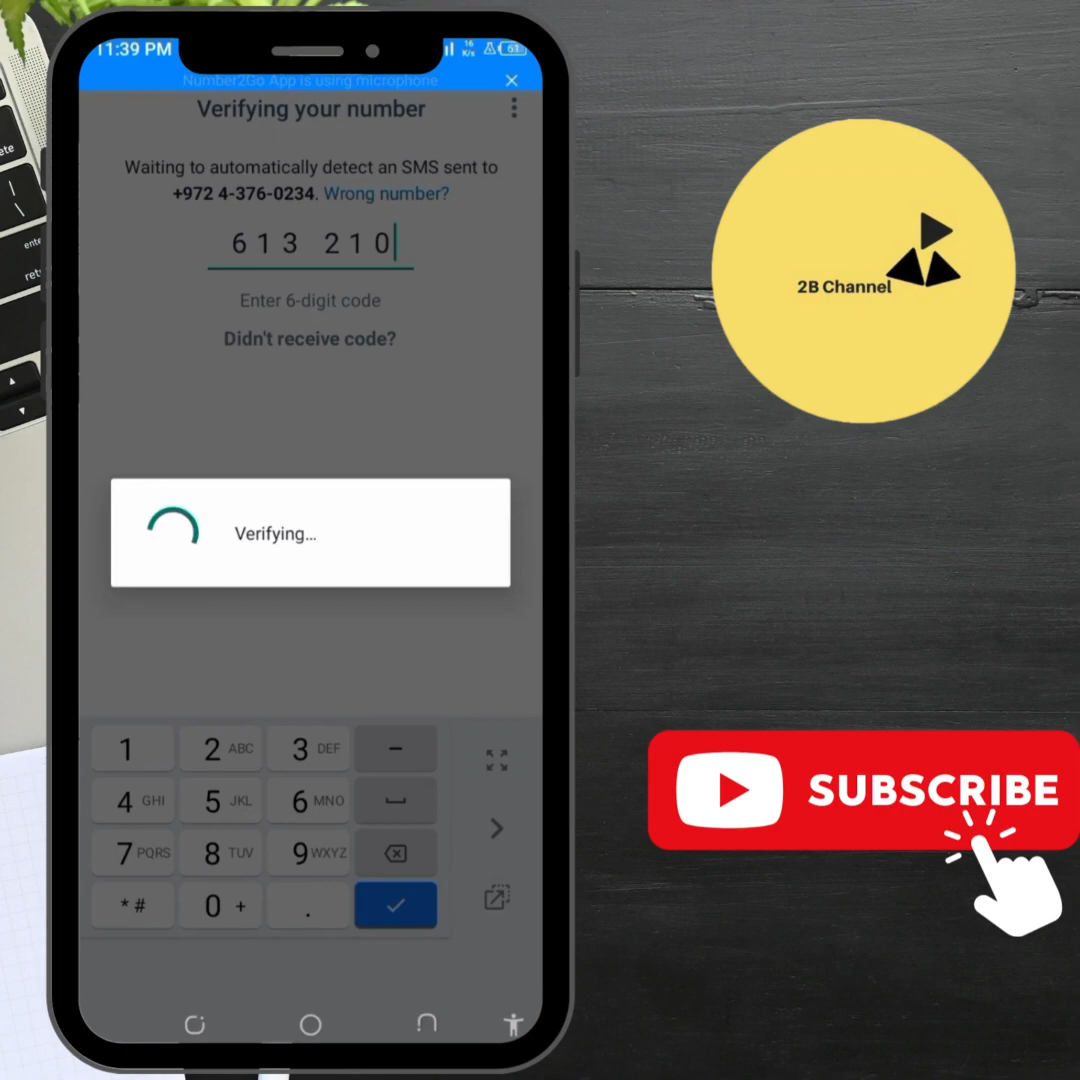 11:39 PM
16
K/s
61
Number2Go App is using microphone
Verifying your number
Waiting to automatically detect an SMS sent to
+972 4-376-0234. Wrong number?
613 210
Enter 6-digit code
Didn't receive code?
Verifying...
1 2 ABC 3 DEF –
4 GHI 5 JKL 6 MNO
7 PQRS 8 TUV 9 WXYZ
* # 0 + .
2B Channel
SUBSCRIBE